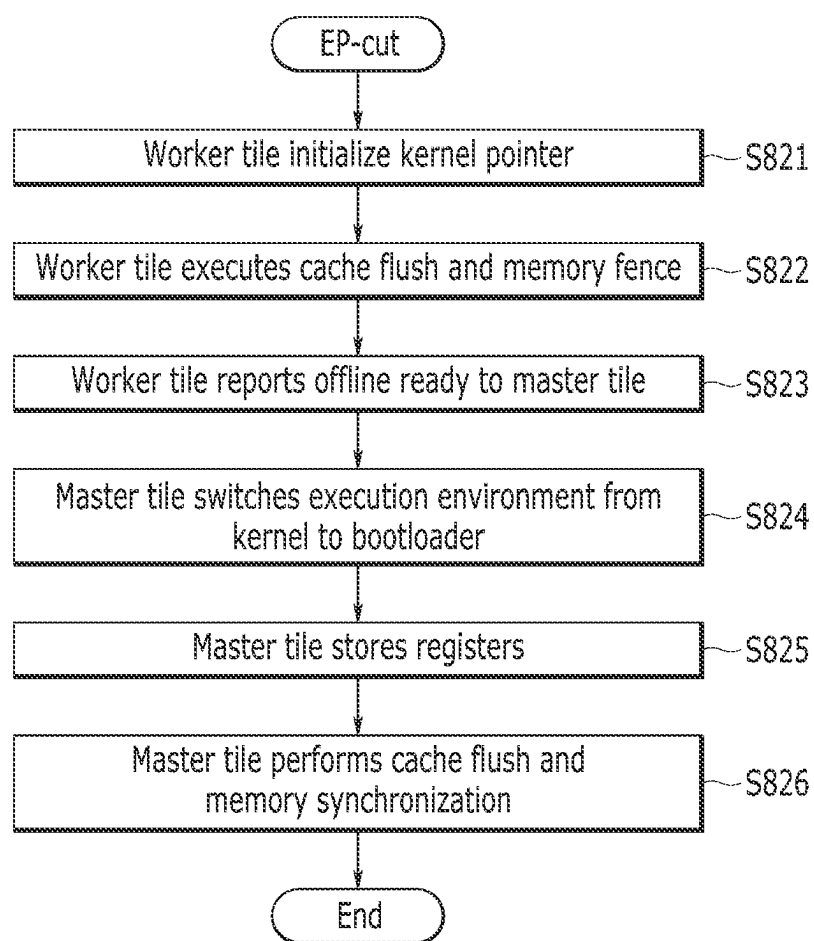 EP-cut
Worker tile initialize kernel pointer
S821
Worker tile executes cache flush and memory fence
S822
Worker tile reports offline ready to master tile
S823
Master tile switches execution environment from
kernel to bootloader
S824
Master tile stores registers
S825
Master tile performs cache flush and
memory synchronization
S826
End